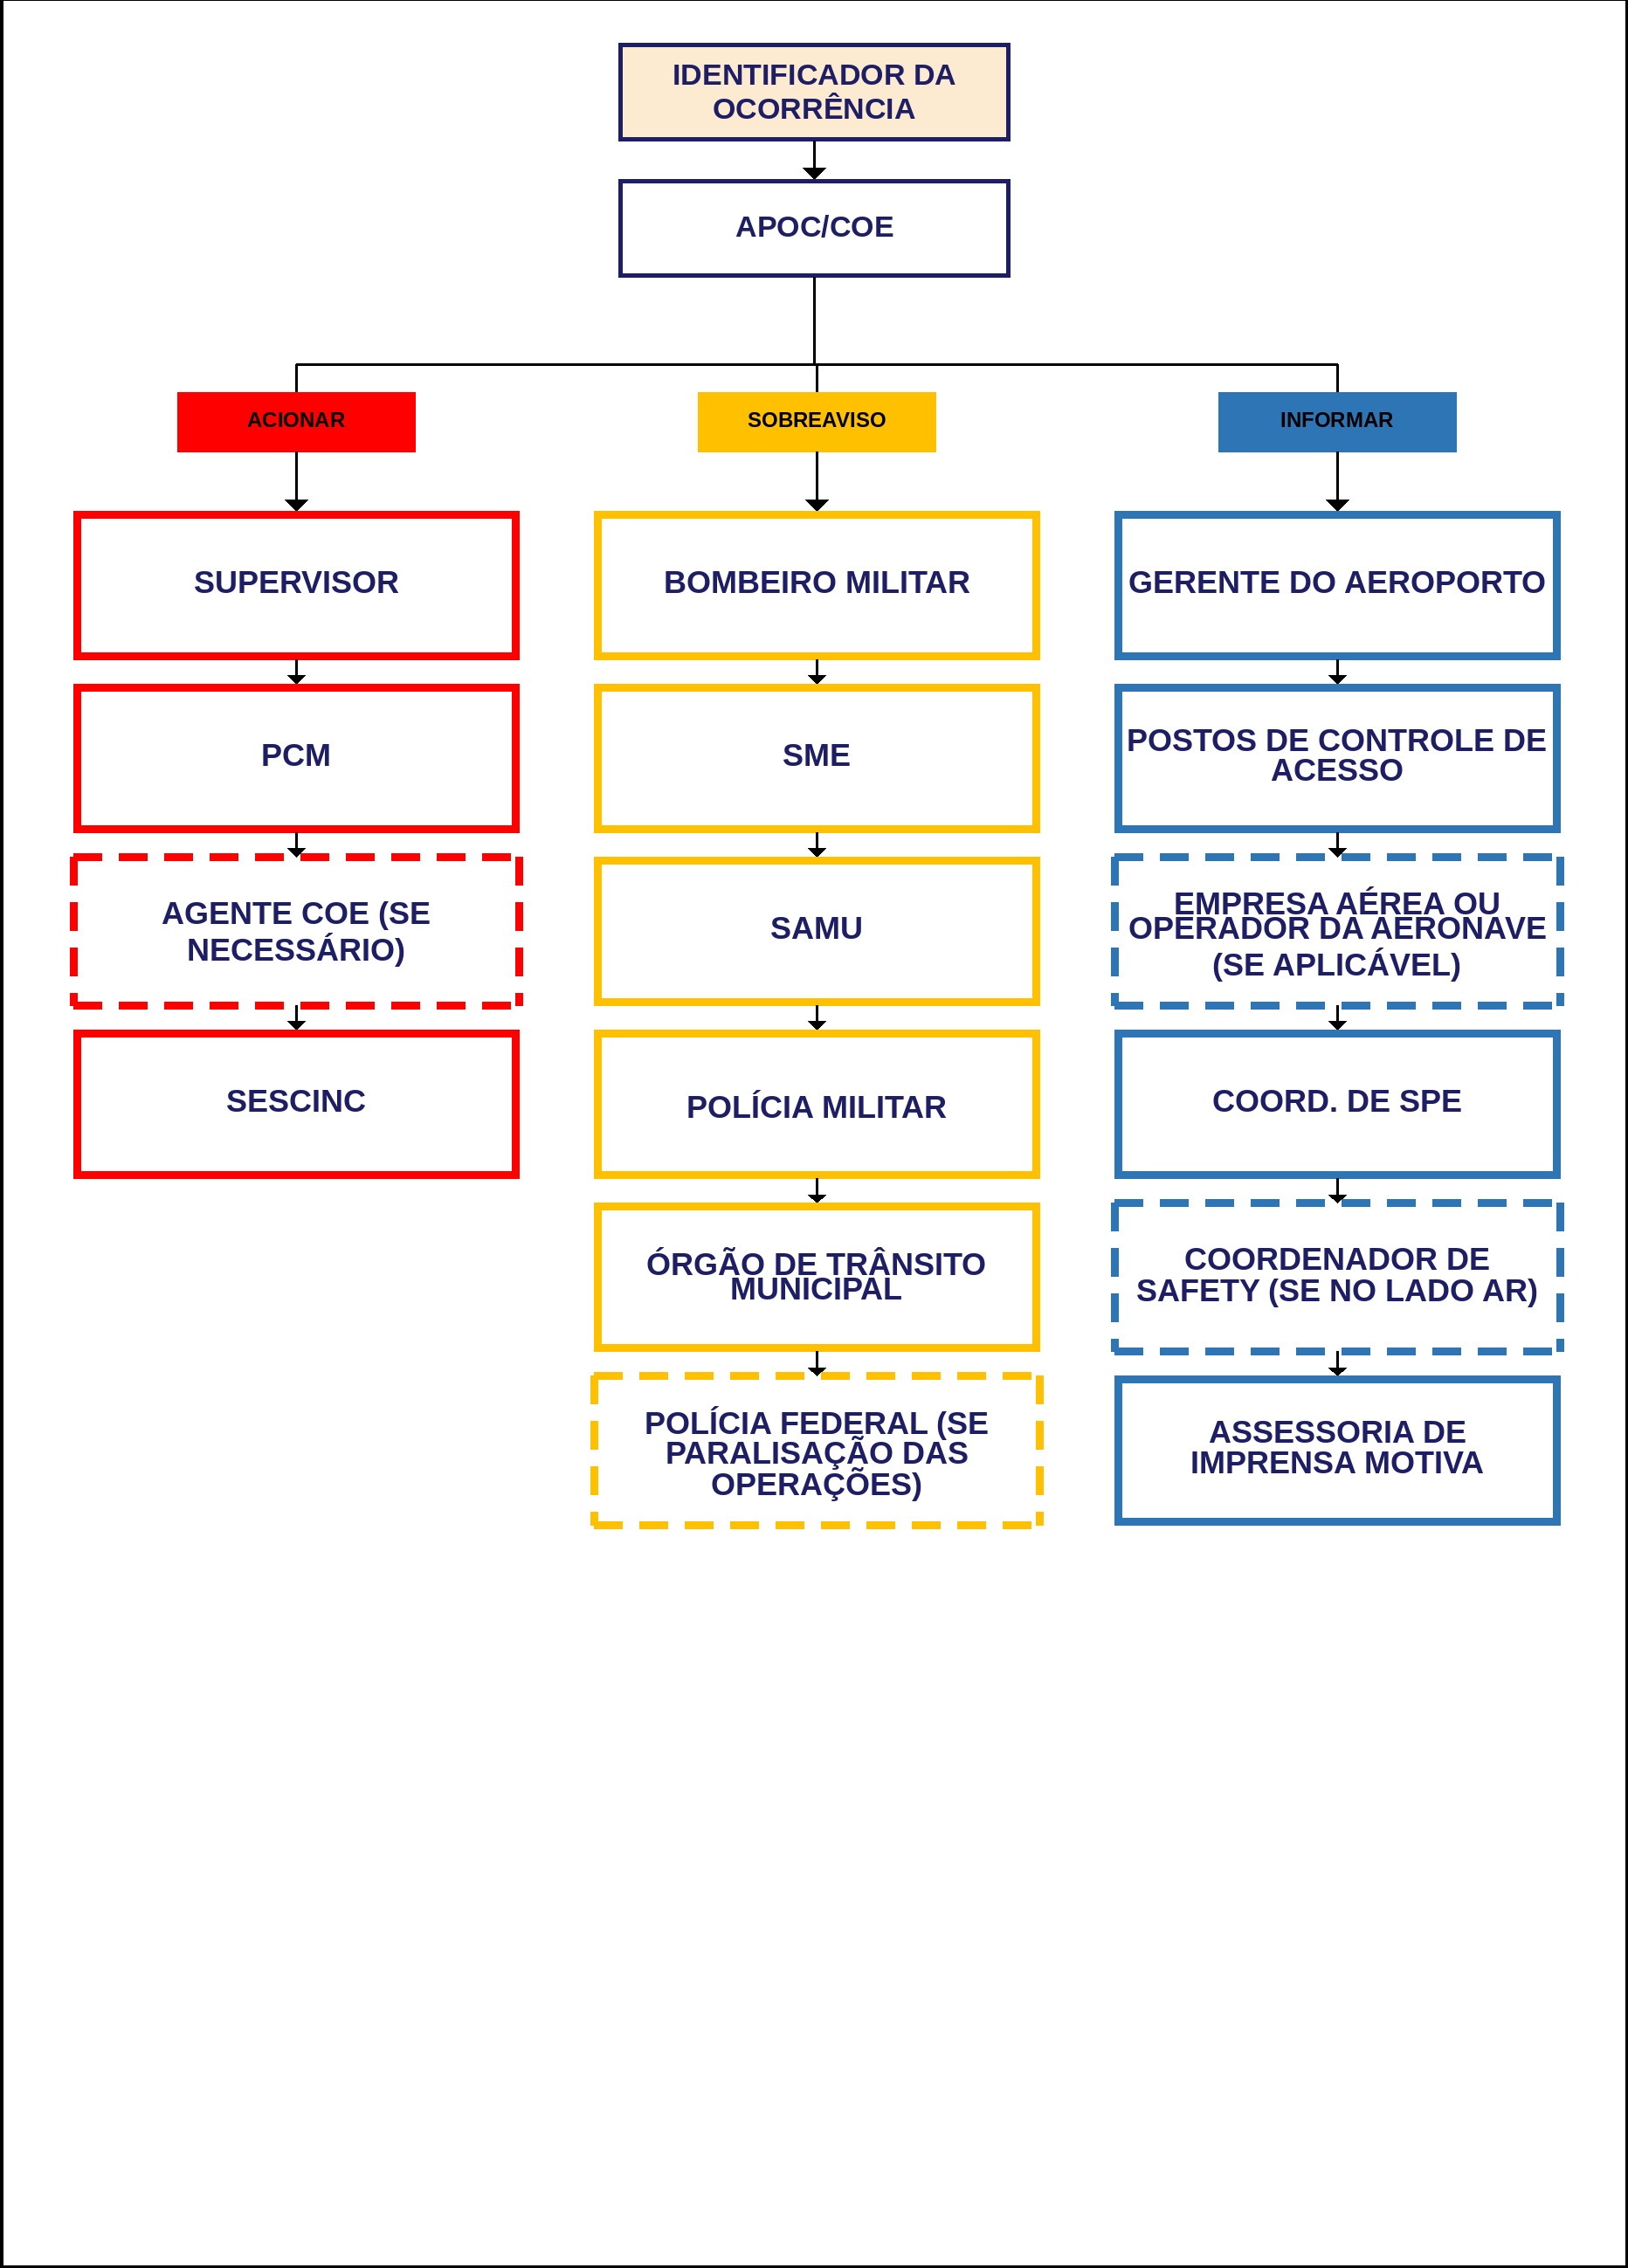 IDENTIFICADOR DA
OCORRÊNCIA
APOC/COE
ACIONAR
SOBREAVISO
INFORMAR
SUPERVISOR
PCM
AGENTE COE (SE
NECESSÁRIO)
SESCINC
BOMBEIRO MILITAR
SME
SAMU
POLÍCIA MILITAR
ÓRGÃO DE TRÂNSITO
MUNICIPAL
POLÍCIA FEDERAL (SE
PARALISAÇÃO DAS
OPERAÇÕES)
GERENTE DO AEROPORTO
POSTOS DE CONTROLE DE
ACESSO
EMPRESA AÉREA OU
OPERADOR DA AERONAVE
(SE APLICÁVEL)
COORD. DE SPE
COORDENADOR DE
SAFETY (SE NO LADO AR)
ASSESSORIA DE
IMPRENSA MOTIVA